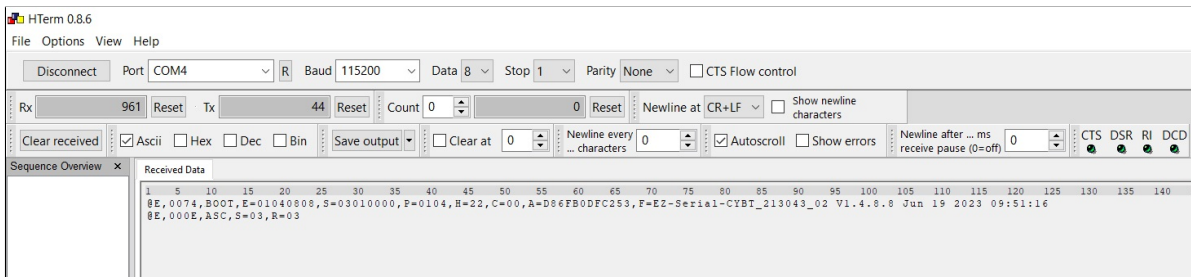 HTerm 0.8.6
File Options View Help
Disconnect Port COM4 R Baud 115200 Data 8 Stop 1 Parity None CTS Flow control
Rx 961 Reset Tx 44 Reset Count 0 0 Reset Newline at CR+LF Show newline characters
Clear received Ascii Hex Dec Bin Save output Clear at 0 Newline every ... characters 0 Autoscroll Show errors Newline after ... ms receive pause (0=off) 0 CTS DSR RI DCD
Sequence Overview × Received Data
1 5 10 15 20 25 30 35 40 45 50 55 60 65 70 75 80 85 90 95 100 105 110 115 120 125 130 135 140
@E,0074,BOOT,E=01040808,S=03010000,P=0104,H=22,C=00,A=D86FB0DFC253,F=EZ-Serial-CYBT_213043_02 V1.4.8.8 Jun 19 2023 09:51:16
@E,000E,ASC,S=03,R=03